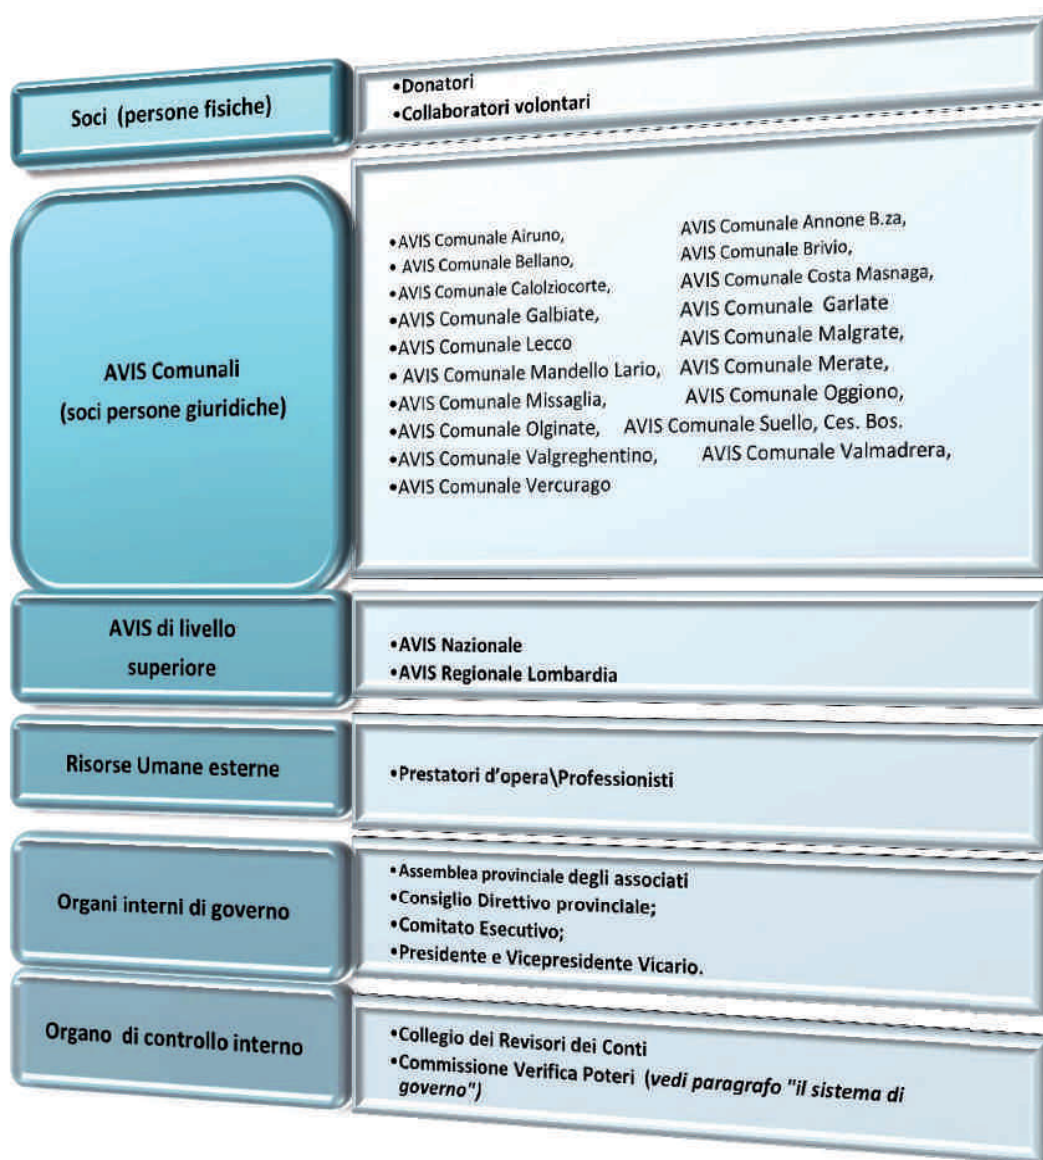 Soci (persone fisiche)
•Donatori
•Collaboratori volontari
AVIS Comunali
(soci persone giuridiche)
•AVIS Comunale Airuno, AVIS Comunale Annone B.za,
• AVIS Comunale Bellano, AVIS Comunale Brivio,
•AVIS Comunale Calolziocorte, AVIS Comunale Costa Masnaga,
•AVIS Comunale Galbiate, AVIS Comunale Garlate
•AVIS Comunale Lecco AVIS Comunale Malgrate,
• AVIS Comunale Mandello Lario, AVIS Comunale Merate,
•AVIS Comunale Missaglia, AVIS Comunale Oggiono,
•AVIS Comunale Olginate, AVIS Comunale Suello, Ces. Bos.
•AVIS Comunale Valgreghentino, AVIS Comunale Valmadrera,
•AVIS Comunale Vercurago
AVIS di livello
superiore
•AVIS Nazionale
•AVIS Regionale Lombardia
Risorse Umane esterne
•Prestatori d'opera\Professionisti
Organi interni di governo
•Assemblea provinciale degli associati
•Consiglio Direttivo provinciale;
•Comitato Esecutivo;
•Presidente e Vicepresidente Vicario.
Organo di controllo interno
•Collegio dei Revisori dei Conti
•Commissione Verifica Poteri (vedi paragrafo "il sistema di
governo")